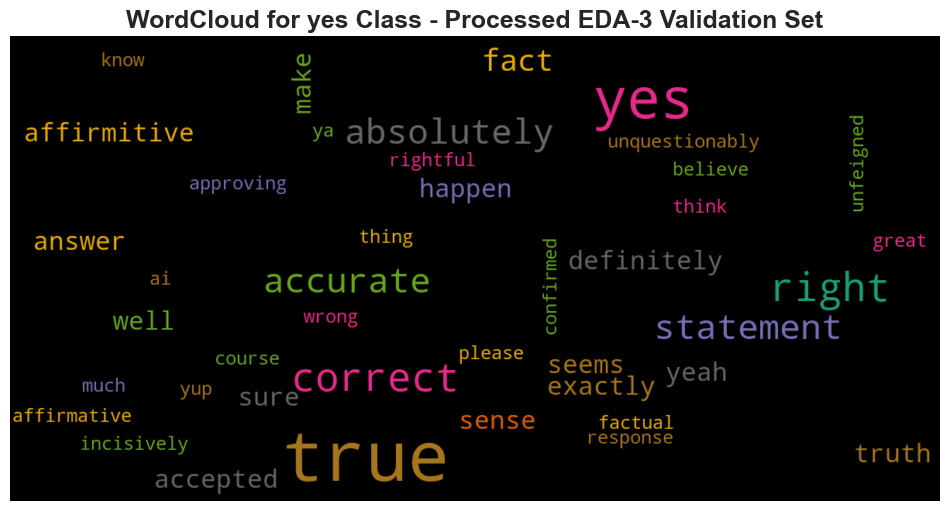 WordCloud for yes Class - Processed EDA-3 Validation Set
know
make
fact
yes
affirmitive
ya
absolutely
unquestionably
rightful
believe
unfeigned
approving
happen
think
answer
thing
great
confirmed
definitely
ai
accurate
right
well
wrong
statement
course
please
seems
yeah
much
yup
sure
correct
exactly
affirmative
sense
factual
response
incisively
true
truth
accepted